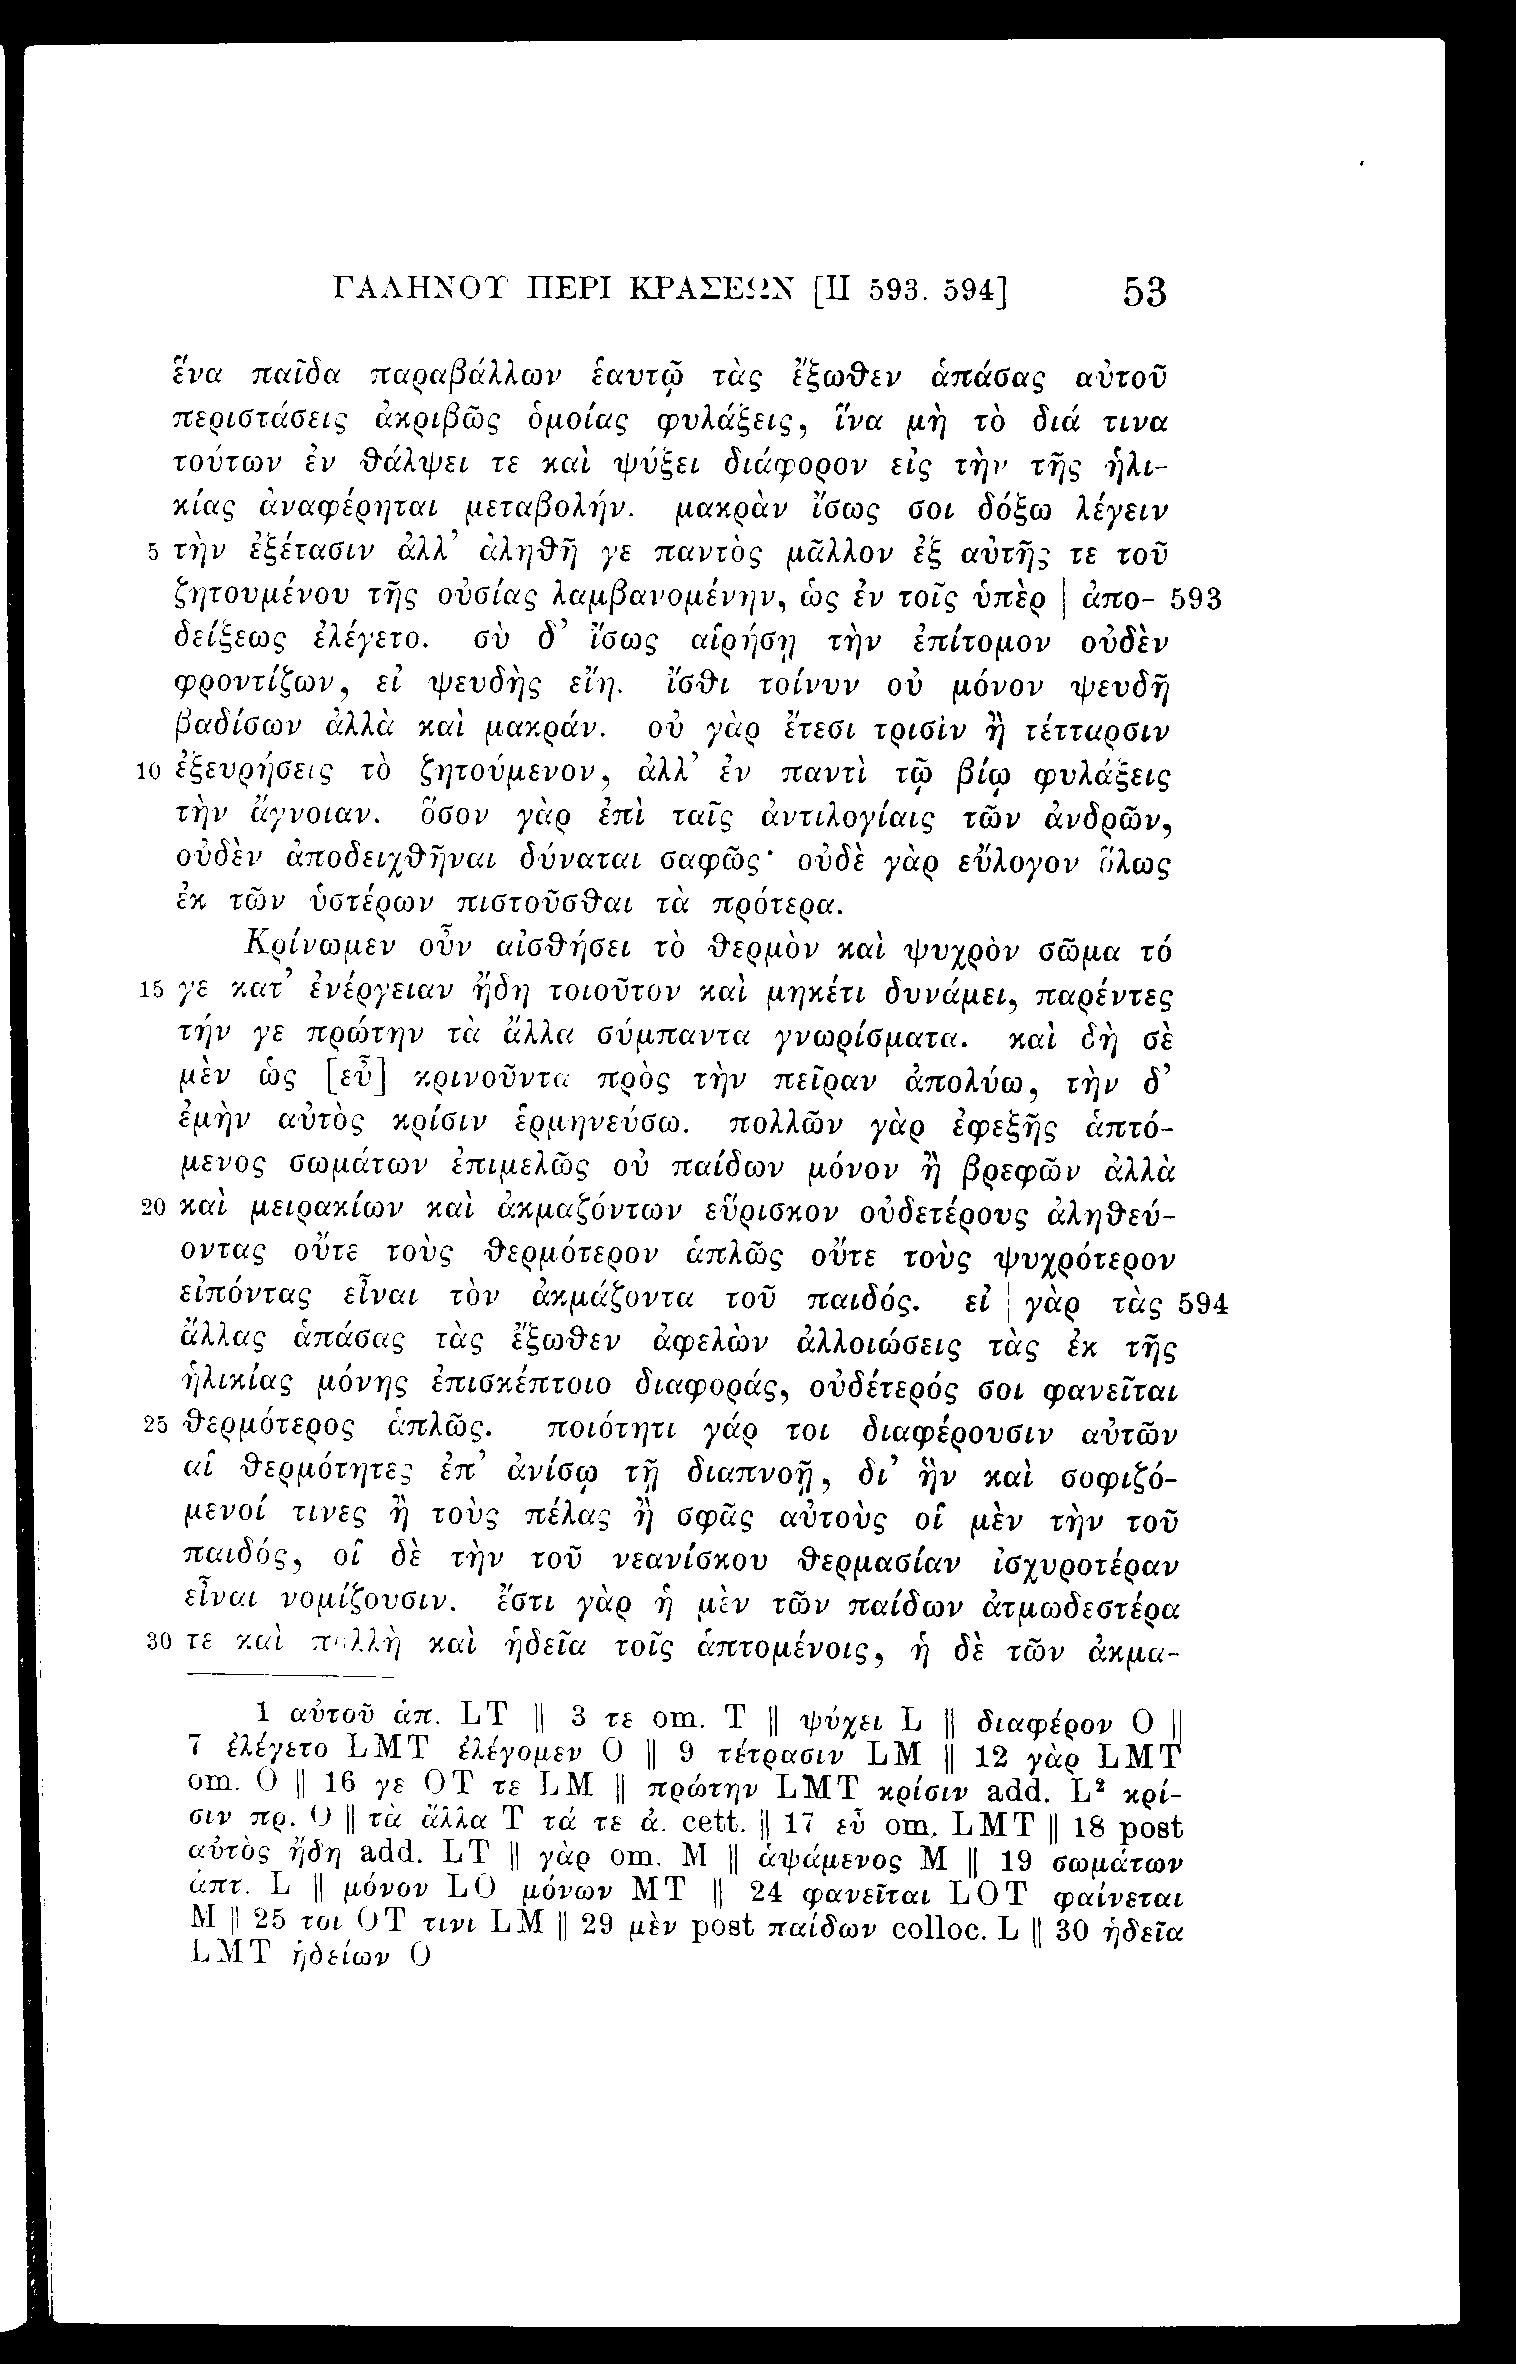 ΓΑΛΗΝΟΥ ΠΕΡΙ ΚΡΑΣΕΩΝ [II 593. 594] 53
ἕνα παῖδα παραβάλλων ἑαυτῷ τὰς ἔξωθεν ἁπάσας αὐτοῦ
περιστάσεις ἀκριβῶς ὁμοίας φυλάξεις, ἵνα μὴ τὸ διά τινα
τούτων ἐν θάλψει τε καὶ ψύξει διάφορον εἰς τὴν τῆς ἡλι-
κίας ἀναφέρηται μεταβολήν. μακρὰν ἴσως σοι δόξω λέγειν
5 τὴν ἐξέτασιν ἀλλ’ ἀληθῆ γε παντὸς μᾶλλον ἐξ αὐτῆς τε τοῦ
ζητουμένου τῆς οὐσίας λαμβανομένην, ὡς ἐν τοῖς ὑπὲρ | ἀπο- 593
δείξεως ἐλέγετο. σὺ δ’ ἴσως αἱρήσῃ τὴν ἐπίτομον οὐδὲν
φροντίζων, εἰ ψευδὴς εἴη. ἴσθι τοίνυν οὐ μόνον ψευδῆ
βαδίσων ἀλλὰ καὶ μακράν. οὐ γὰρ ἔτεσι τρισὶν ἢ τέτταρσιν
10 ἐξευρήσεις τὸ ζητούμενον, ἀλλ’ ἐν παντὶ τῷ βίῳ φυλάξεις
τὴν ἄγνοιαν. ὅσον γὰρ ἐπὶ ταῖς ἀντιλογίαις τῶν ἀνδρῶν,
οὐδὲν ἀποδειχθῆναι δύναται σαφῶς· οὐδὲ γὰρ εὔλογον ὅλως
ἐκ τῶν ὑστέρων πιστοῦσθαι τὰ πρότερα.
Κρίνωμεν οὖν αἰσθήσει τὸ θερμὸν καὶ ψυχρὸν σῶμα τό
15 γε κατ’ ἐνέργειαν ἤδη τοιοῦτον καὶ μηκέτι δυνάμει, παρέντες
τήν γε πρώτην τὰ ἄλλα σύμπαντα γνωρίσματα. καὶ δὴ σὲ
μὲν ὡς [εὖ] κρινοῦντα πρὸς τὴν πεῖραν ἀπολύω, τὴν δ’
ἐμὴν αὐτὸς κρίσιν ἑρμηνεύσω. πολλῶν γὰρ ἐφεξῆς ἁπτό-
μενος σωμάτων ἐπιμελῶς οὐ παίδων μόνον ἢ βρεφῶν ἀλλὰ
20 καὶ μειρακίων καὶ ἀκμαζόντων εὕρισκον οὐδετέρους ἀληθεύ-
οντας οὔτε τοὺς θερμότερον ἁπλῶς οὔτε τοὺς ψυχρότερον
εἰπόντας εἶναι τὸν ἀκμάζοντα τοῦ παιδός. εἰ | γὰρ τὰς 594
ἄλλας ἁπάσας τὰς ἔξωθεν ἀφελὼν ἀλλοιώσεις τὰς ἐκ τῆς
ἡλικίας μόνης ἐπισκέπτοιο διαφοράς, οὐδέτερός σοι φανεῖται
25 θερμότερος ἁπλῶς. ποιότητι γάρ τοι διαφέρουσιν αὐτῶν
αἱ θερμότητες ἐπ’ ἀνίσῳ τῇ διαπνοῇ, δι’ ἣν καὶ σοφιζό-
μενοί τινες ἢ τοὺς πέλας ἢ σφᾶς αὐτοὺς οἱ μὲν τὴν τοῦ
παιδός, οἱ δὲ τὴν τοῦ νεανίσκου θερμασίαν ἰσχυροτέραν
εἶναι νομίζουσιν. ἔστι γὰρ ἡ μὲν τῶν παίδων ἀτμωδεστέρα
30 τε καὶ πολλὴ καὶ ἡδεῖα τοῖς ἁπτομένοις, ἡ δὲ τῶν ἀκμα-
1 αὐτοῦ ἁπ. LT || 3 τε om. T || ψύχει L || διαφέρον O ||
7 ἐλέγετο LMT ἐλέγομεν O || 9 τέτρασιν LM || 12 γὰρ LMT
om. O || 16 γε OT τε LM || πρώτην LMT κρίσιν add. L² κρί-
σιν πρ. O || τὰ ἄλλα T τά τε ἀ. cett. || 17 εὖ om. LMT || 18 post
αὐτὸς ἤδη add. LT || γὰρ om. M || ἁψάμενος M || 19 σωμάτων
ἁπτ. L || μόνον LO μόνων MT || 24 φανεῖται LOT φαίνεται
M || 25 τοι OT τινι LM || 29 μὲν post παίδων colloc. L || 30 ἡδεῖα
LMT ἡδείων O